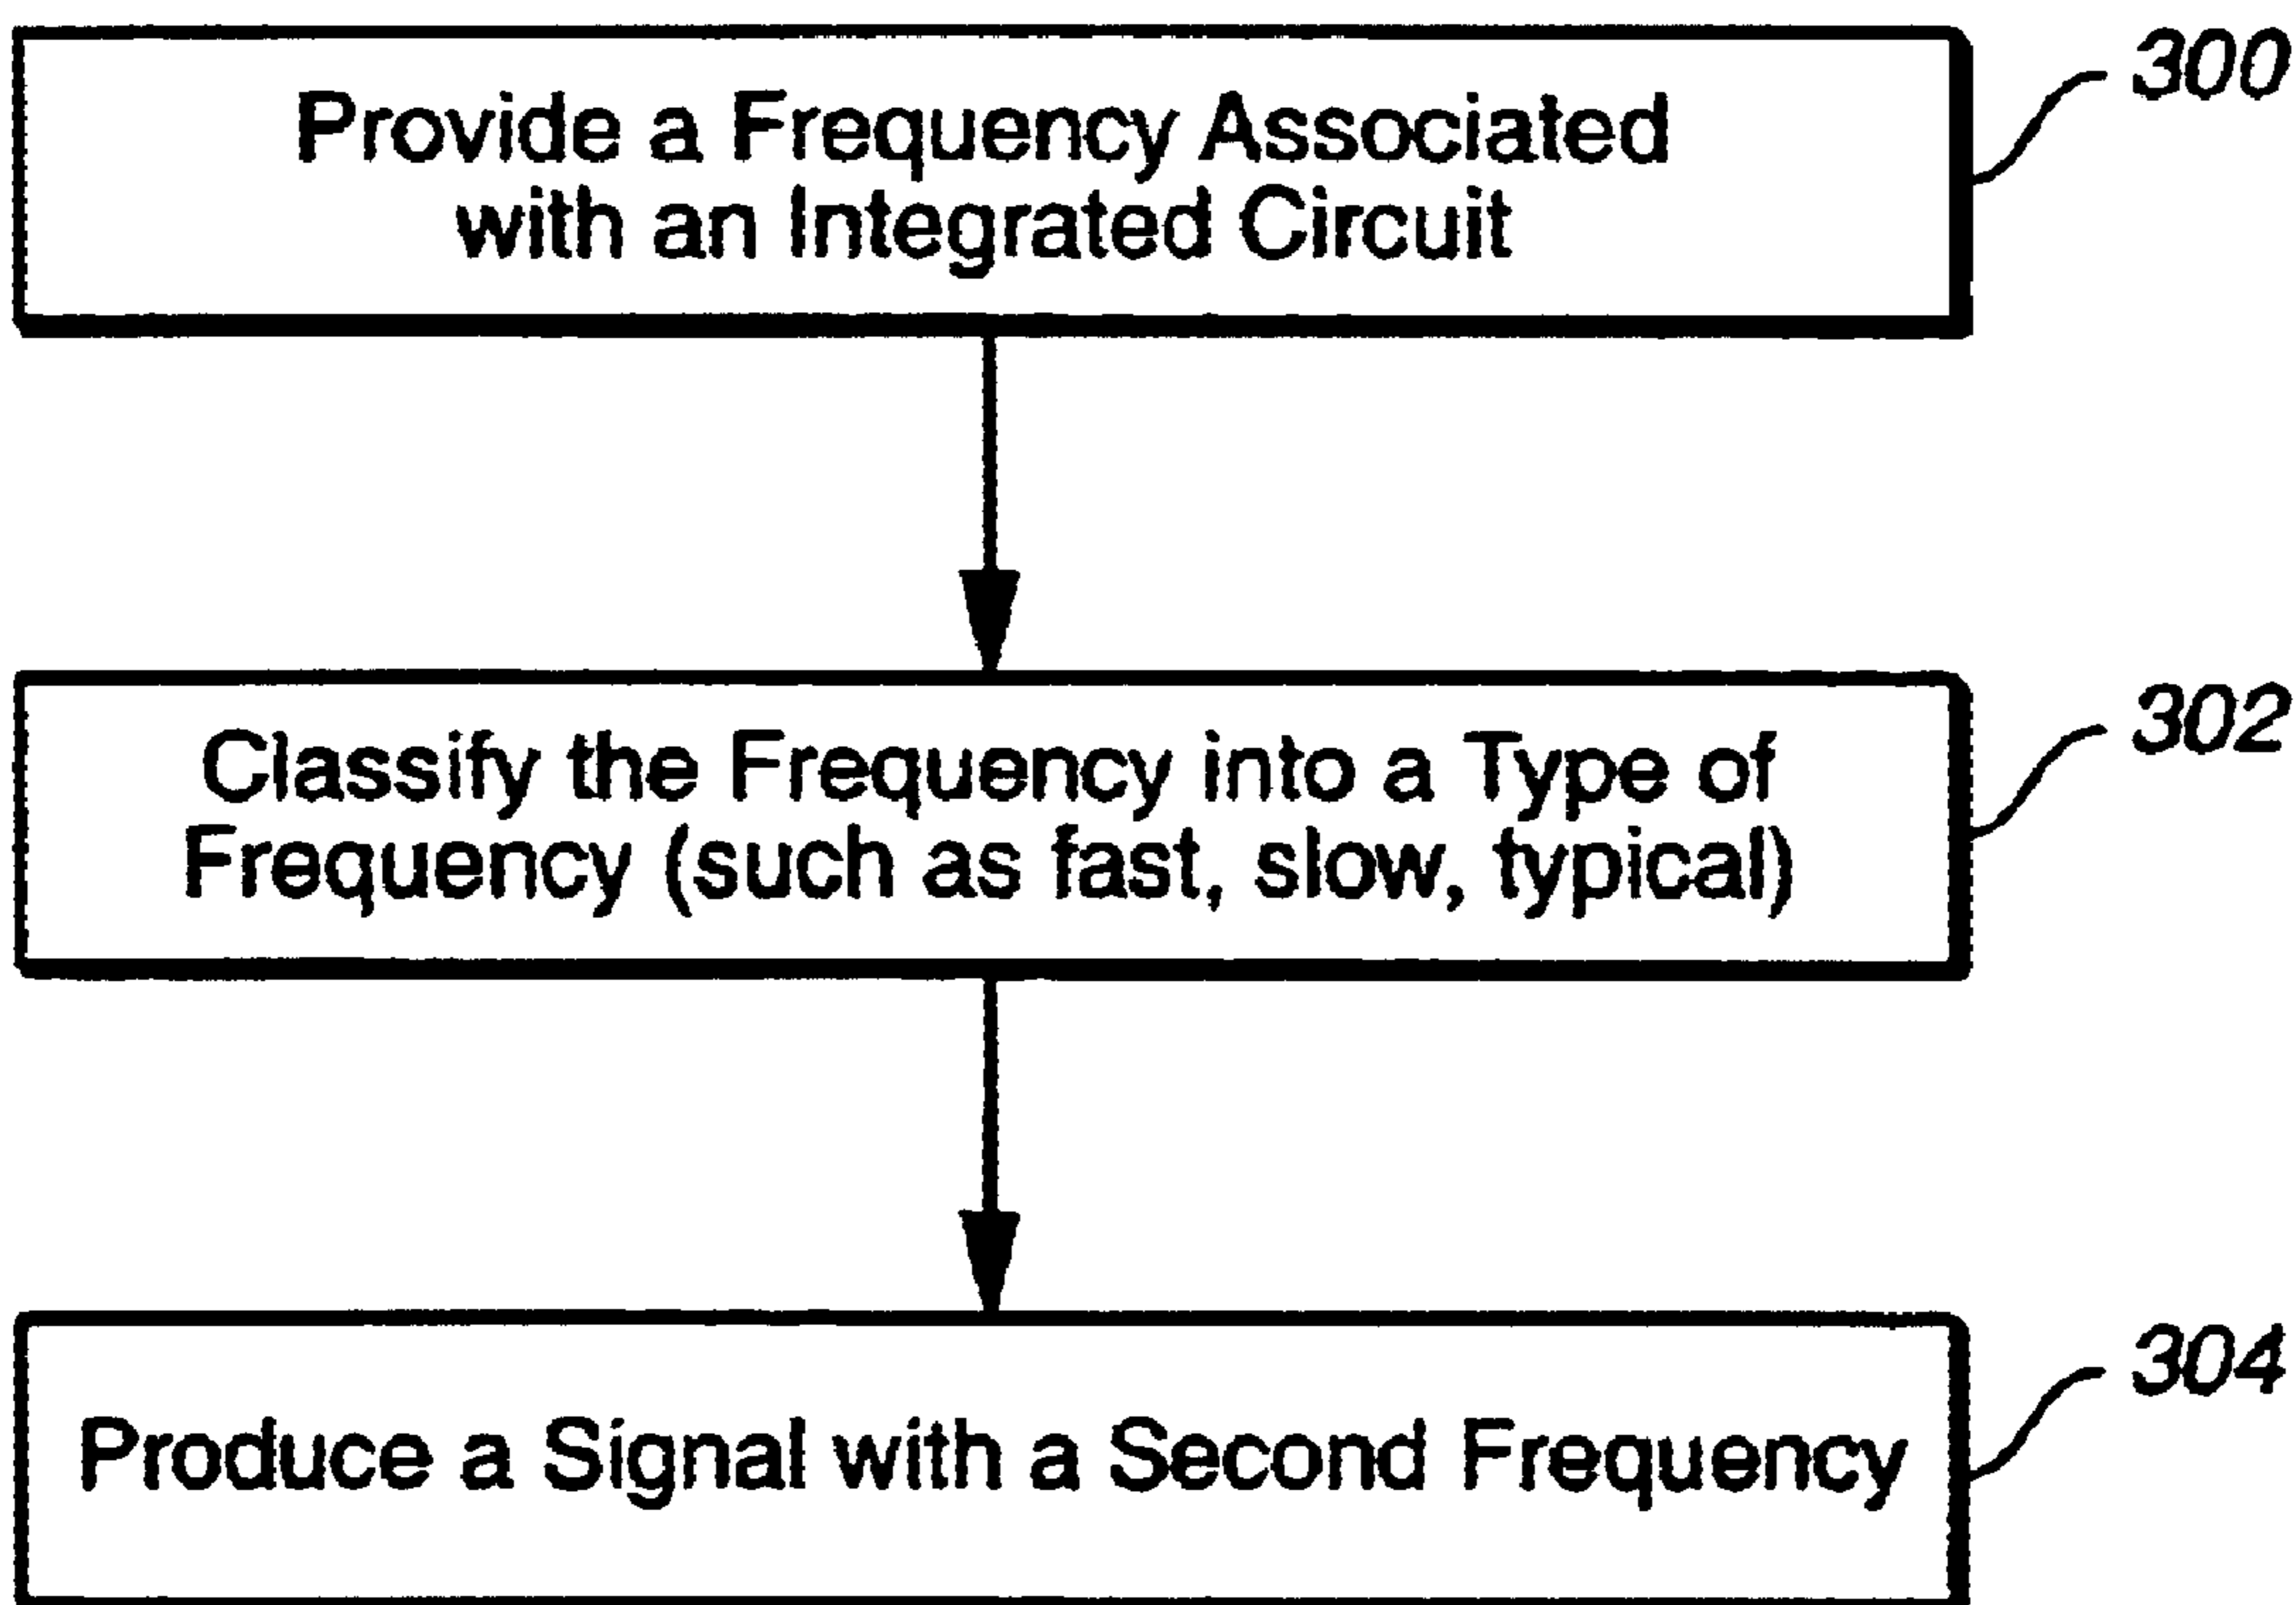 300
Provide a Frequency Associated
with an Integrated Circuit
302
Classify the Frequency into a Type of
Frequency (such as fast, slow, typical)
304
Produce a Signal with a Second Frequency